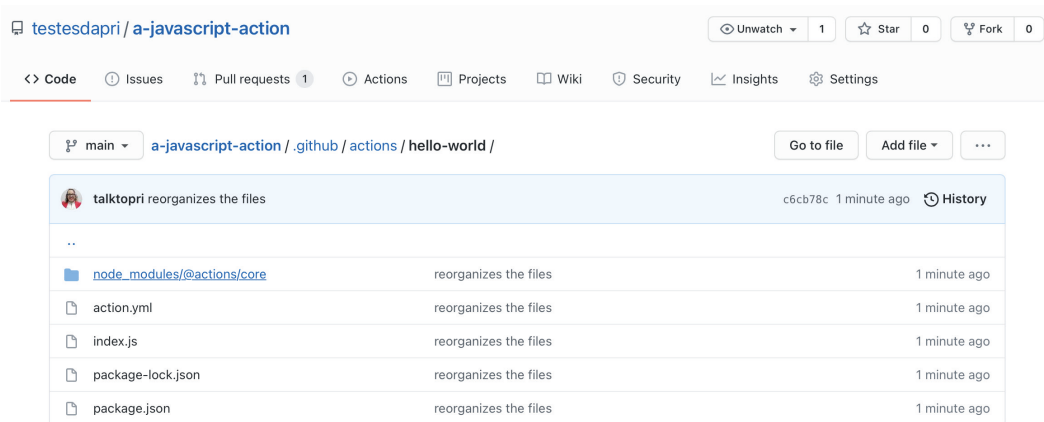 testesdapri / a-javascript-action Unwatch 1 Star 0 Fork 0
<> Code Issues Pull requests 1 Actions Projects Wiki Security Insights Settings
main a-javascript-action / .github / actions / hello-world / Go to file Add file ...
talktopri reorganizes the files c6cb78c 1 minute ago History
..
node_modules/@actions/core reorganizes the files 1 minute ago
action.yml reorganizes the files 1 minute ago
index.js reorganizes the files 1 minute ago
package-lock.json reorganizes the files 1 minute ago
package.json reorganizes the files 1 minute ago